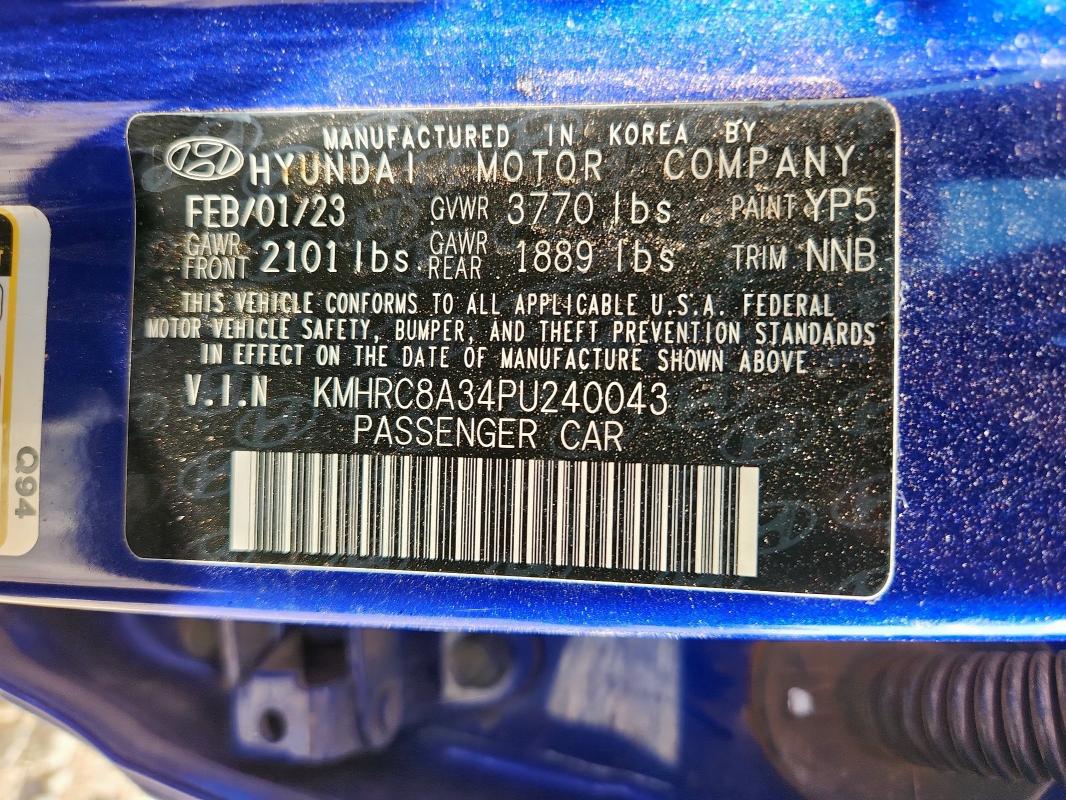 MANUFACTURED IN KOREA BY
HYUNDAI MOTOR COMPANY
FEB/01/23 GVWR 3770 lbs PAINT YP5
GAWR FRONT 2101 lbs GAWR REAR 1889 lbs TRIM NNB
THIS VEHICLE CONFORMS TO ALL APPLICABLE U.S.A. FEDERAL
MOTOR VEHICLE SAFETY, BUMPER, AND THEFT PREVENTION STANDARDS
IN EFFECT ON THE DATE OF MANUFACTURE SHOWN ABOVE
V.I.N KMHRC8A34PU240043
PASSENGER CAR
Q94